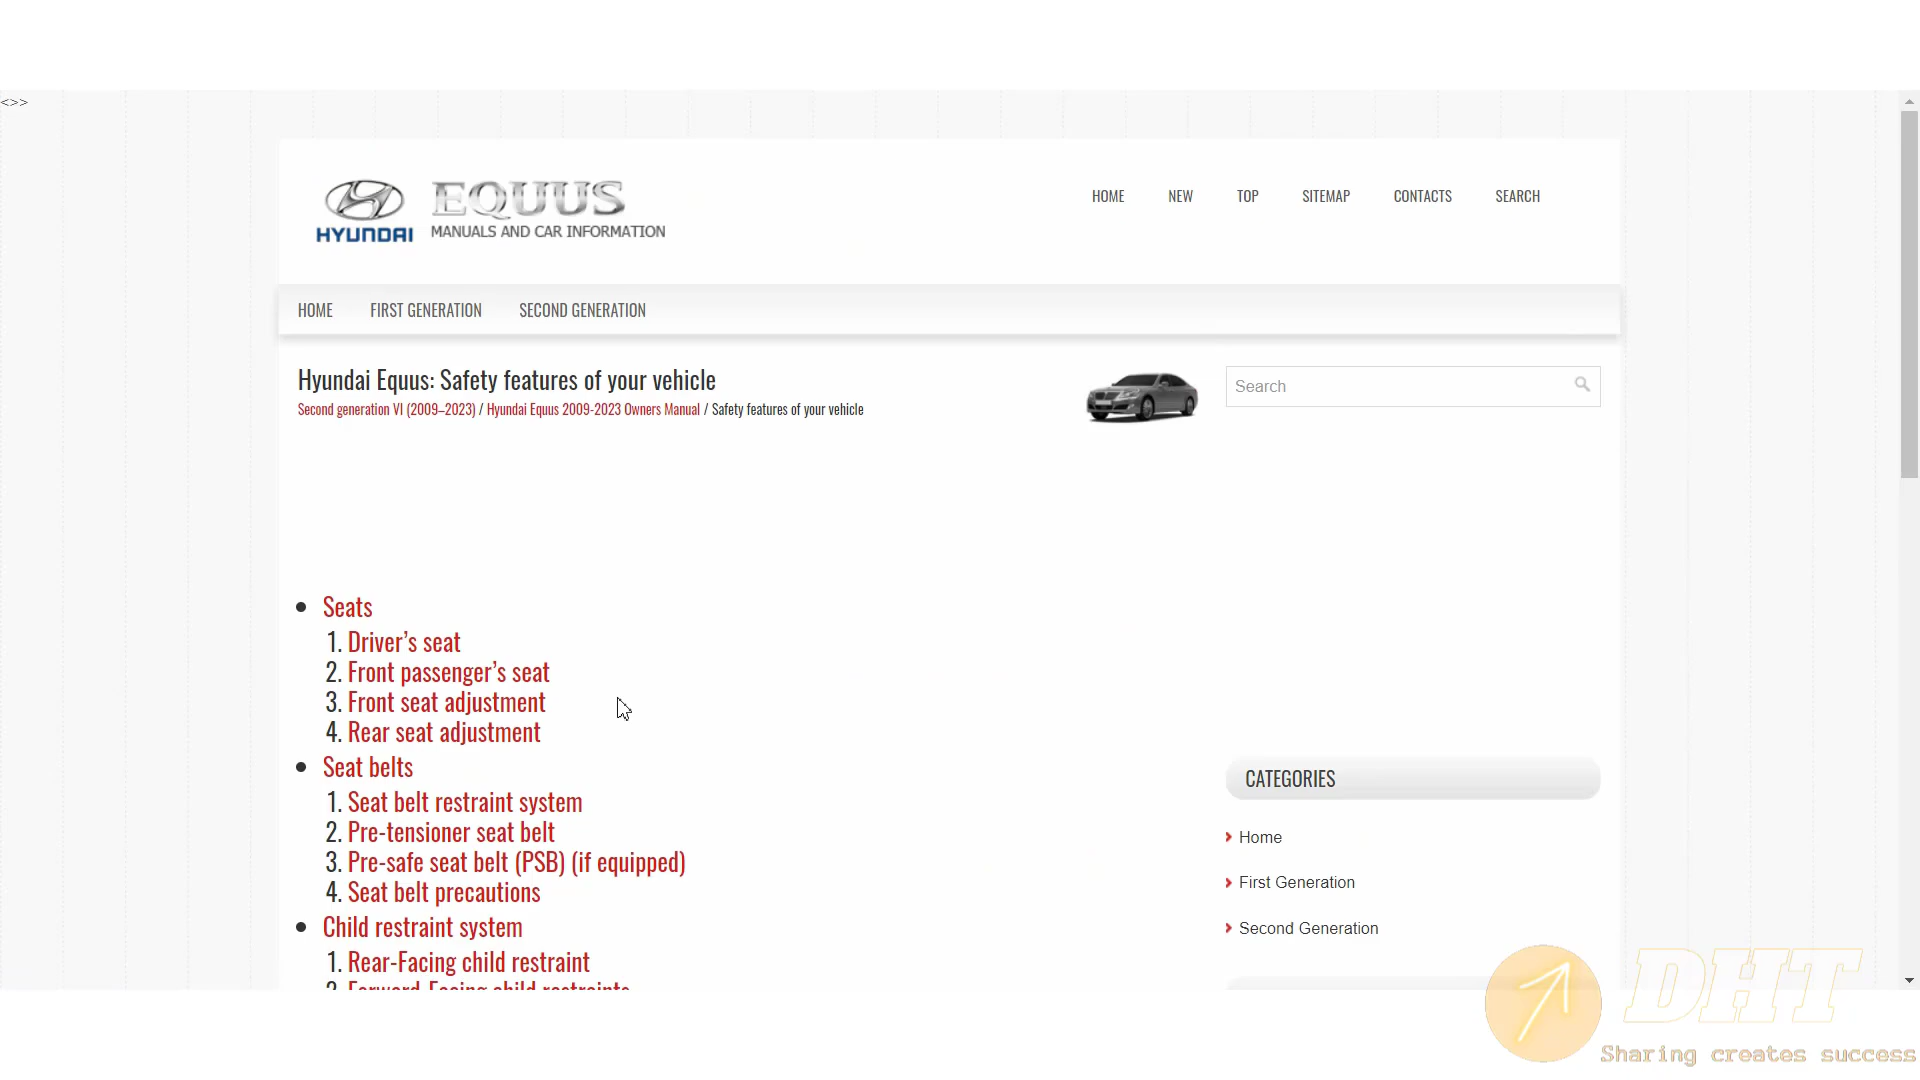 <>>
HYUNDAI
EQUUS
MANUALS AND CAR INFORMATION
HOME NEW TOP SITEMAP CONTACTS SEARCH
HOME FIRST GENERATION SECOND GENERATION
Hyundai Equus: Safety features of your vehicle
Second generation VI (2009–2023) / Hyundai Equus 2009-2023 Owners Manual / Safety features of your vehicle
Search
Seats
1. Driver’s seat
2. Front passenger’s seat
3. Front seat adjustment
4. Rear seat adjustment
Seat belts
1. Seat belt restraint system
2. Pre-tensioner seat belt
3. Pre-safe seat belt (PSB) (if equipped)
4. Seat belt precautions
Child restraint system
1. Rear-Facing child restraint
2. Forward-Facing child restraints
CATEGORIES
Home
First Generation
Second Generation
DHT
Sharing creates success